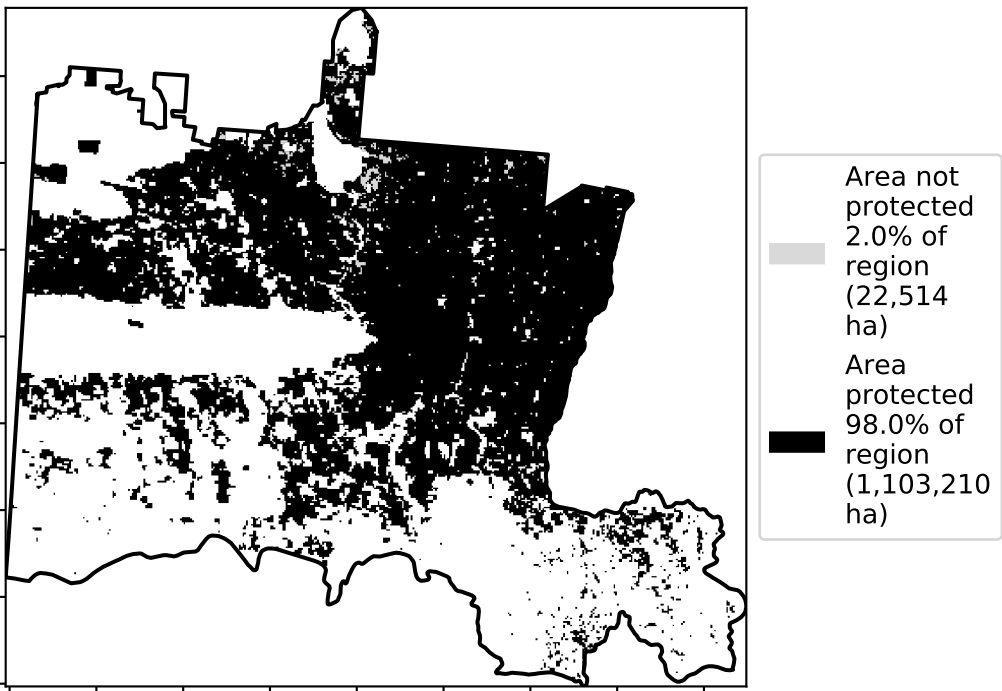 Area not
protected
2.0% of
region
(22,514
ha)
Area
protected
98.0% of
region
(1,103,210
ha)